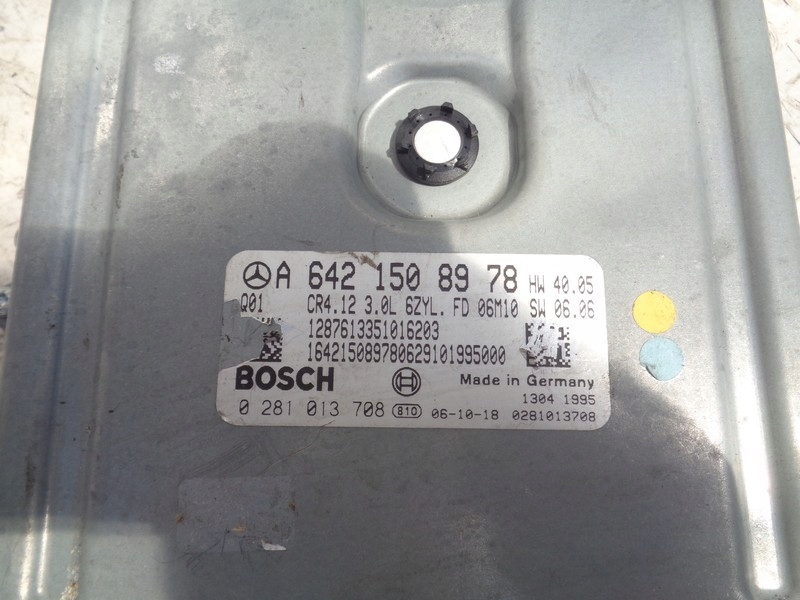 A 642 150 89 78 HW 40.05
Q01 CR4.12 3.0L 6ZYL. FD 06M10 SW 06.06
1287613351016203
164215089780629101995000
BOSCH Made in Germany
1304 1995
0 281 013 708 810 06-10-18 0281013708